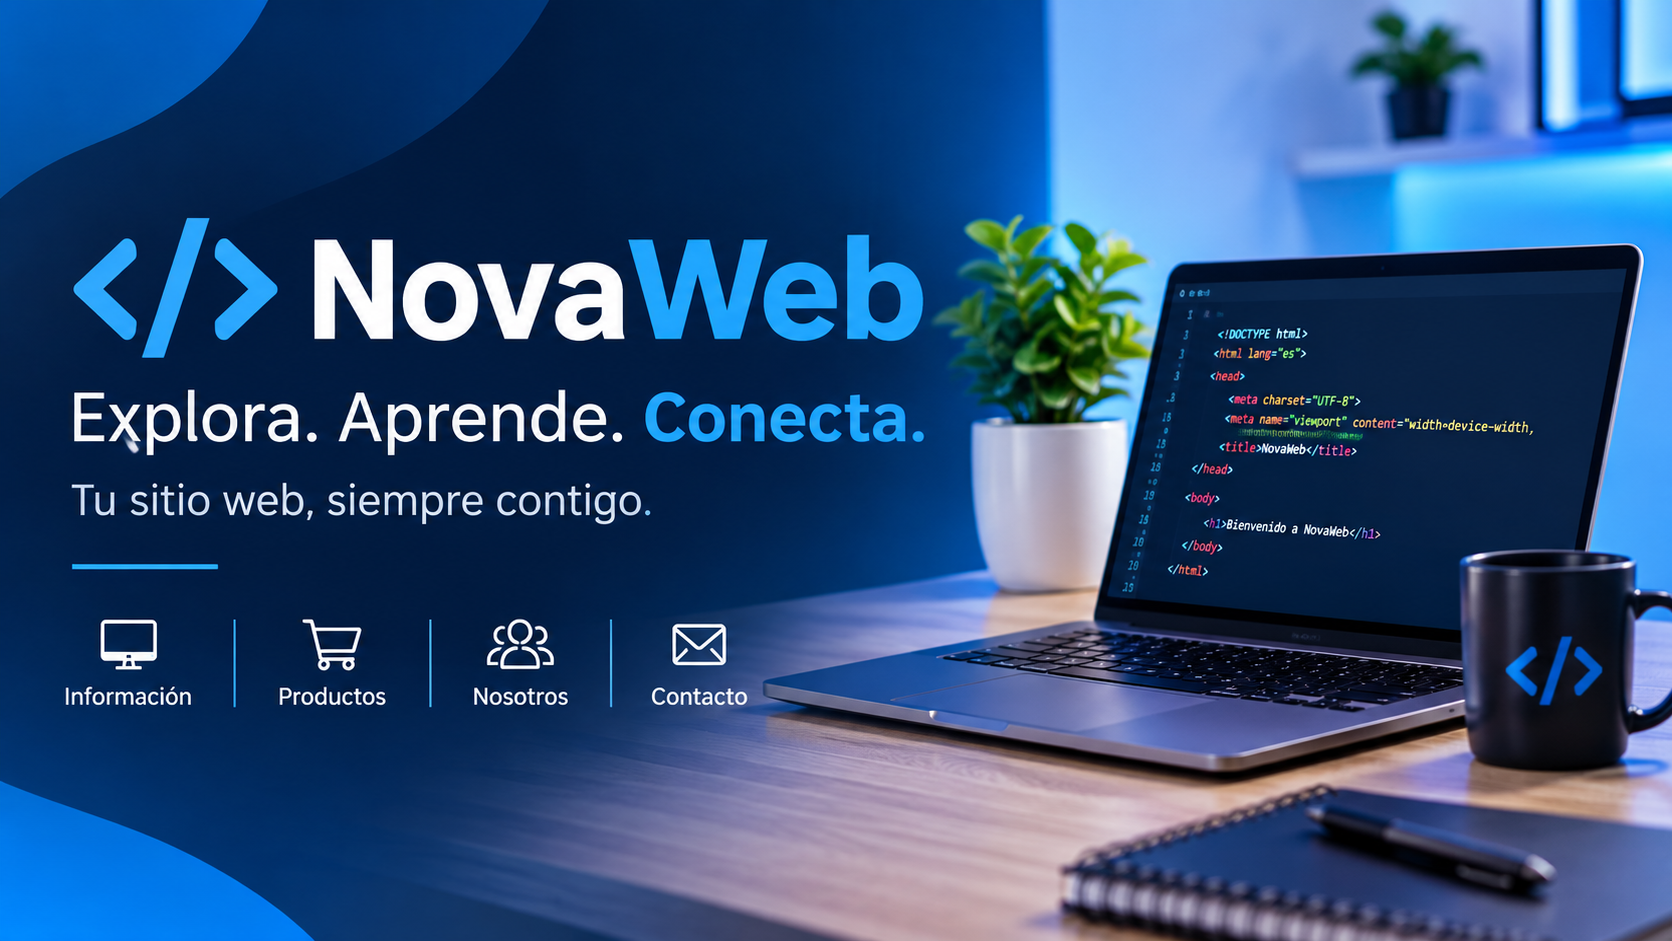 </> NovaWeb
Explora. Aprende. Conecta.
Tu sitio web, siempre contigo.
Información
Productos
Nosotros
Contacto
<!DOCTYPE html>
<html lang="es">
<head>
<meta charset="UTF-8">
<meta name="viewport" content="width=device-width,
<title>NovaWeb</title>
</head>
<body>
<h1>Bienvenido a NovaWeb</h1>
</body>
</html>
</>